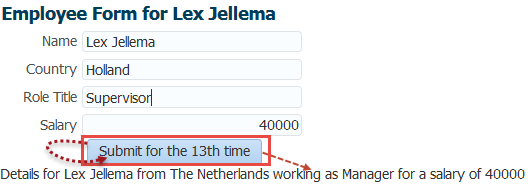 Employee Form for Lex Jellema
Name Lex Jellema
Country Holland
Role Title Supervisor
Salary 40000
Submit for the 13th time
Details for Lex Jellema from The Netherlands working as Manager for a salary of 40000